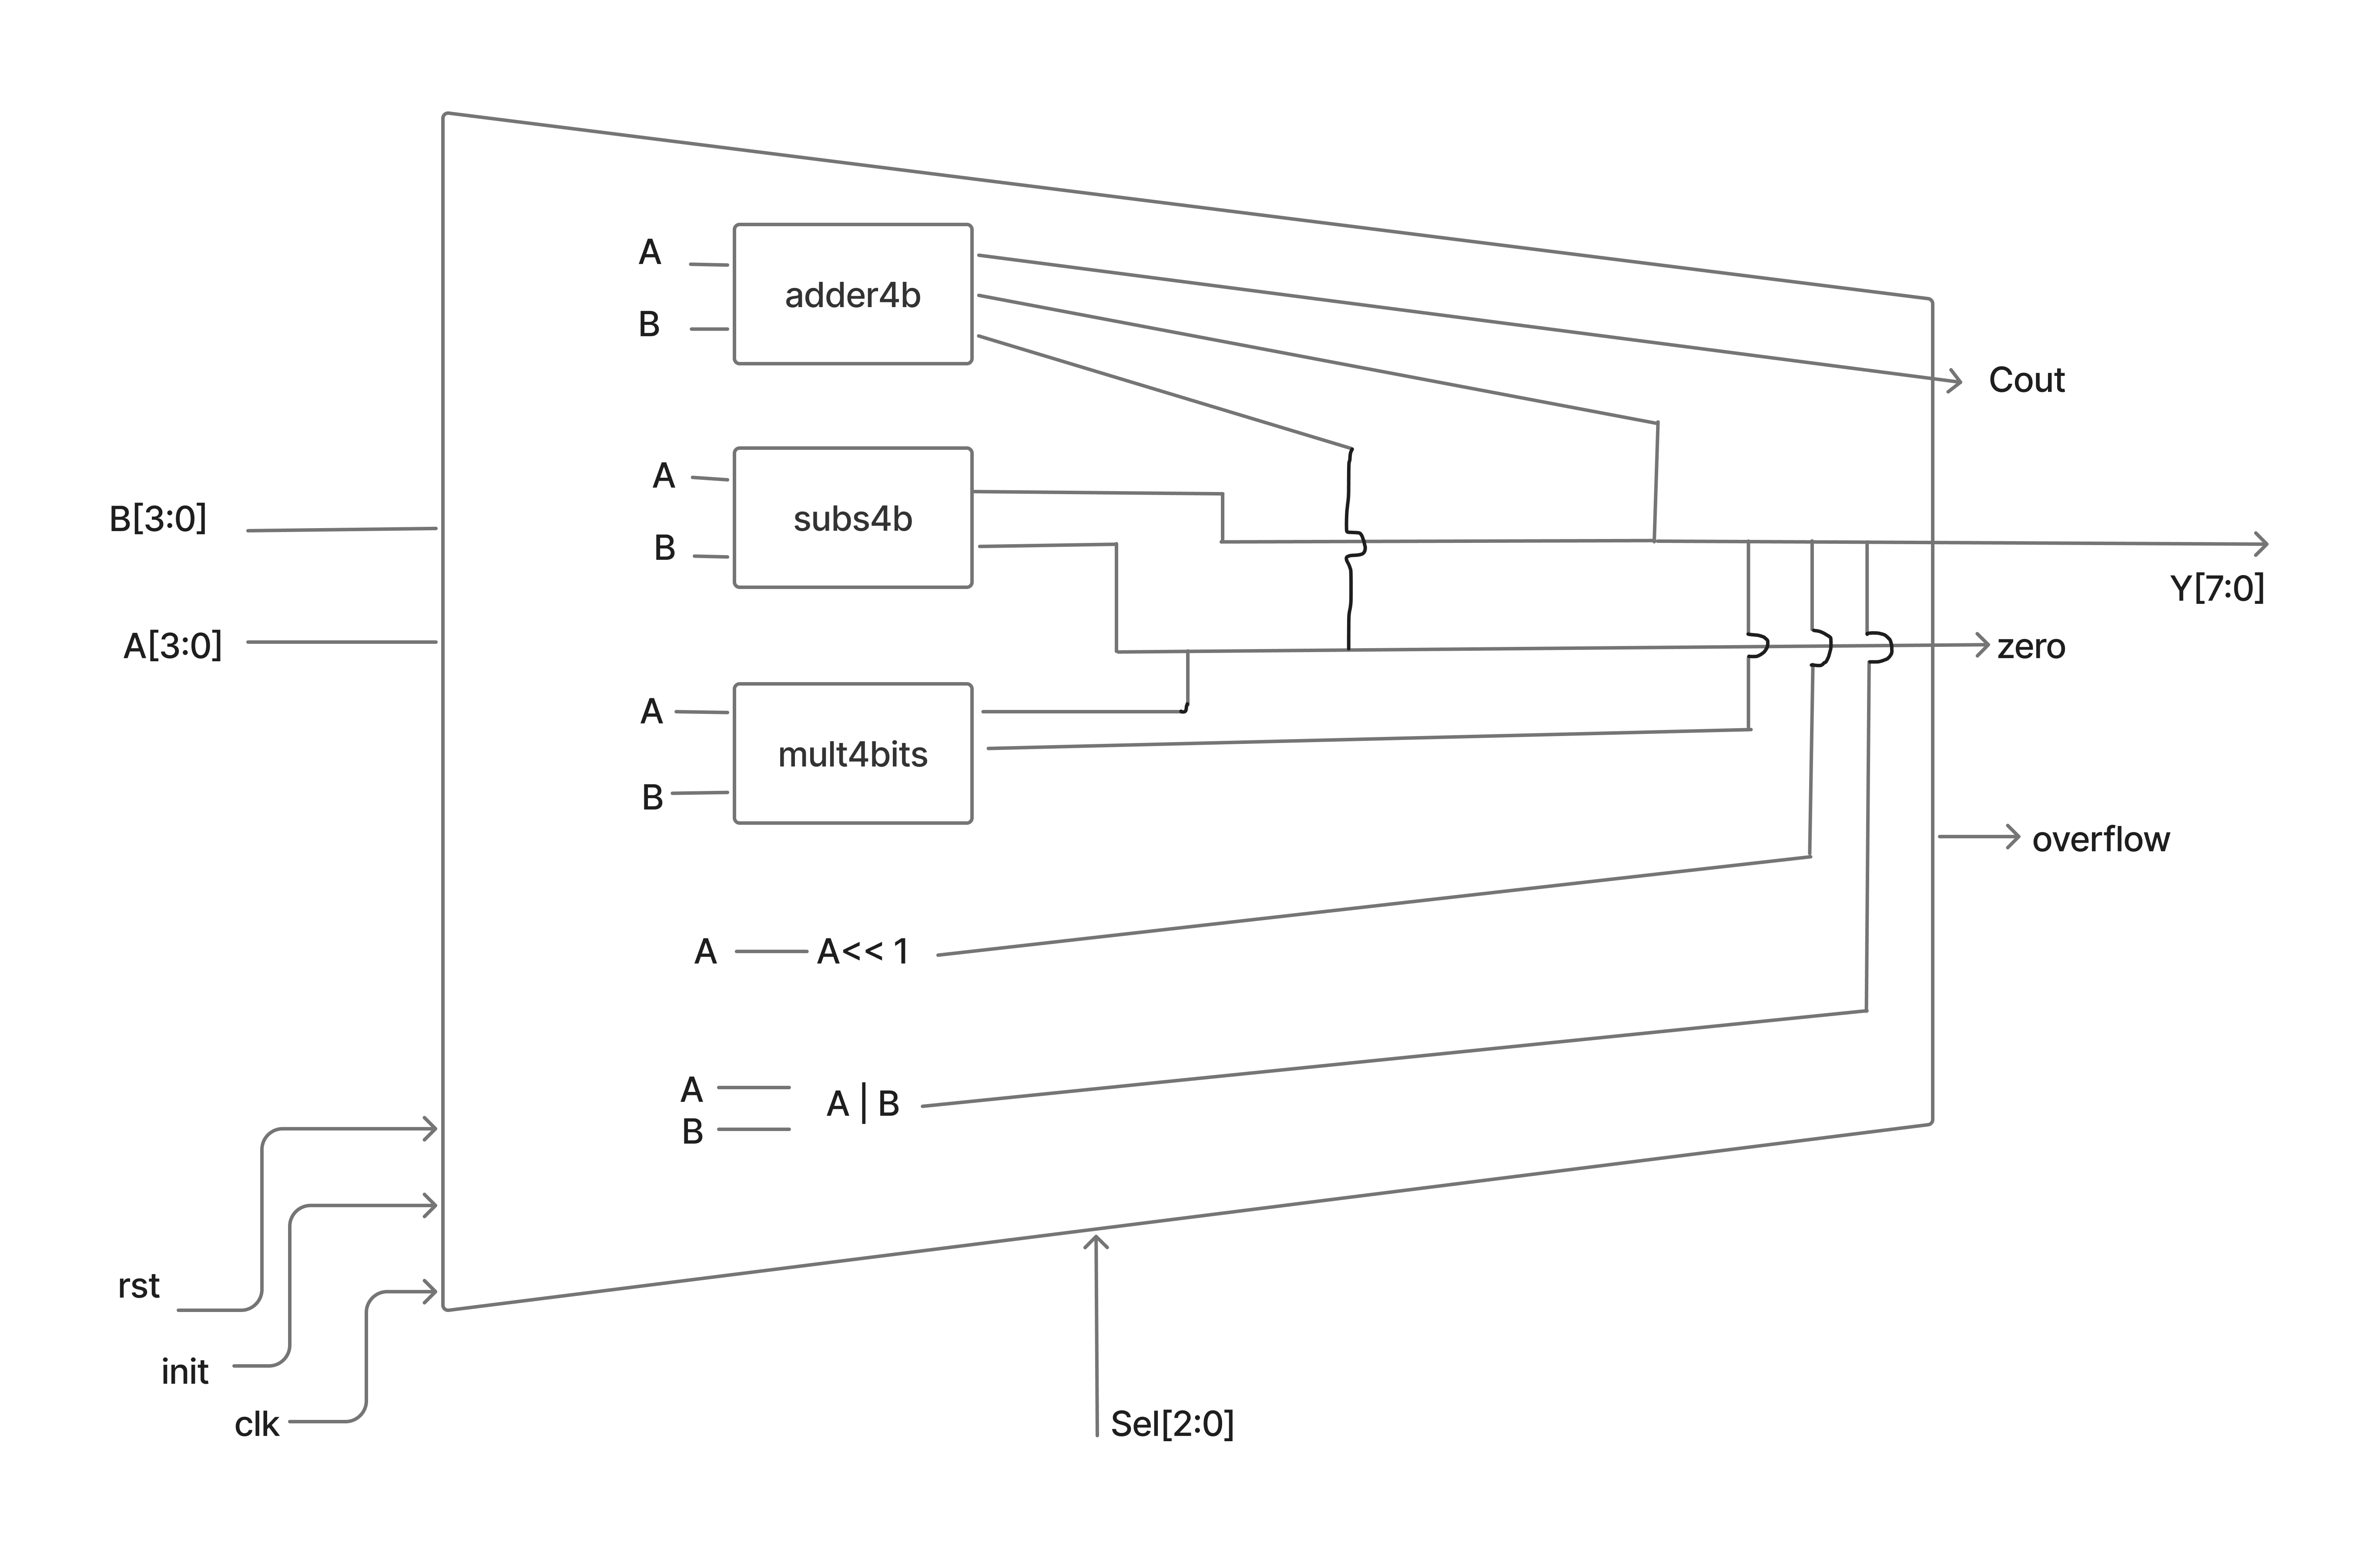 A
adder4b
B
Cout
A
B[3:0]
subs4b
B
Y[7:0]
A[3:0]
zero
A
mult4bits
B
overflow
A
A<< 1
A
A | B
B
rst
init
clk
Sel[2:0]